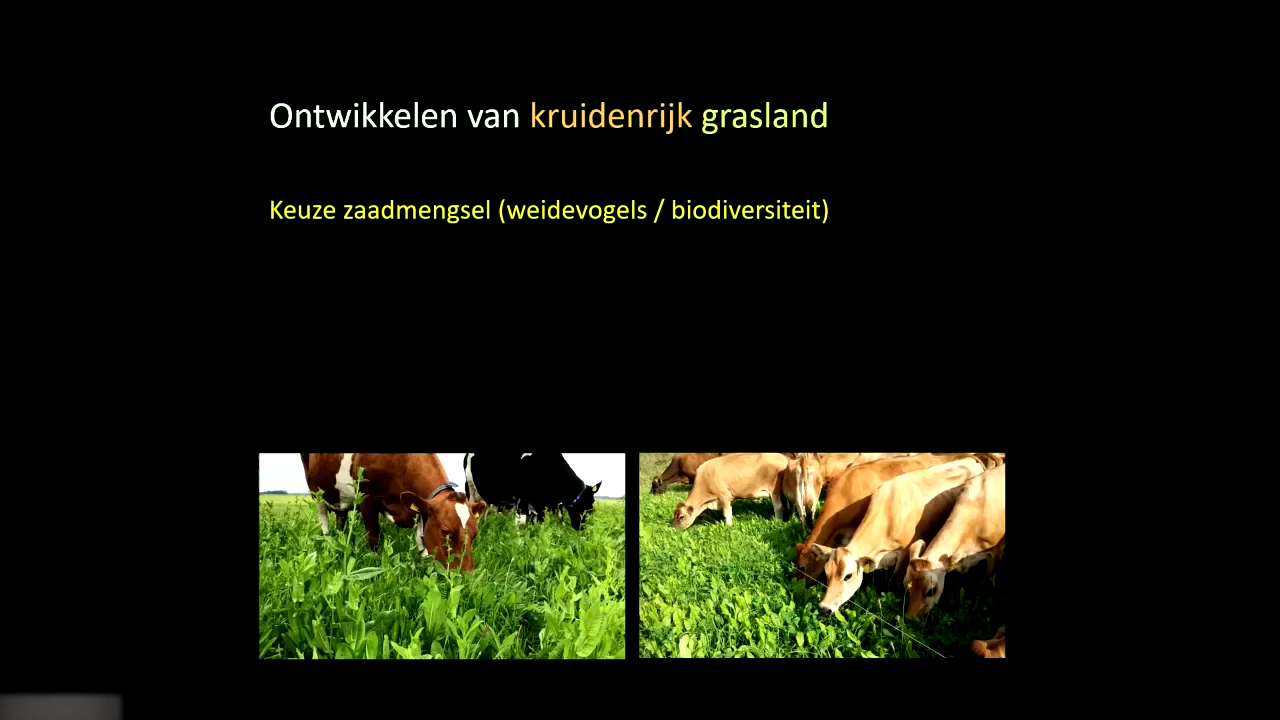 Ontwikkelen van kruidenrijk grasland
Keuze zaadmengsel (weidevogels / biodiversiteit)